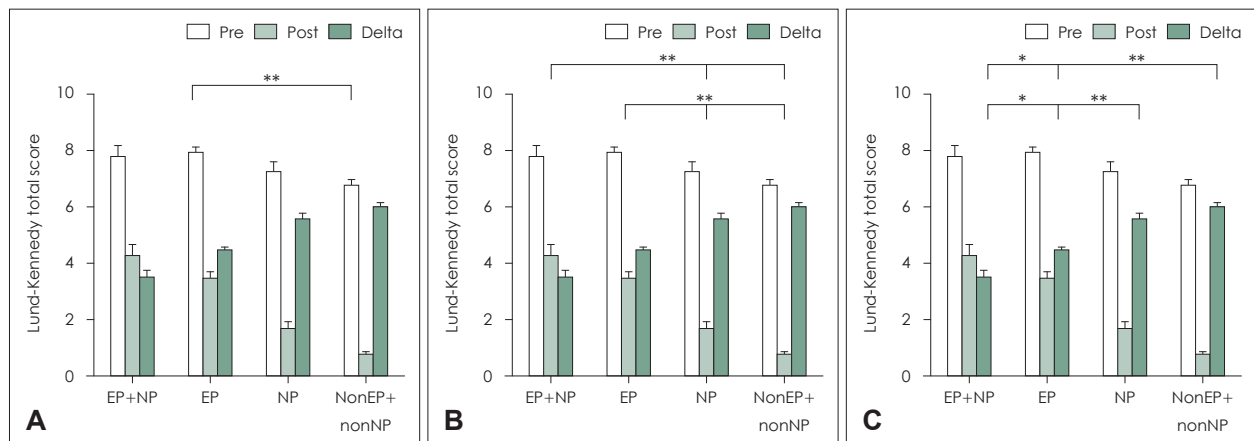 Pre Post Delta
**
Lund-Kennedy total score
10
8
6
4
2
0
EP+NP EP NP NonEP+
nonNP
A
Pre Post Delta
**
**
Lund-Kennedy total score
10
8
6
4
2
0
EP+NP EP NP NonEP+
nonNP
B
Pre Post Delta
* **
* **
Lund-Kennedy total score
10
8
6
4
2
0
EP+NP EP NP NonEP+
nonNP
C